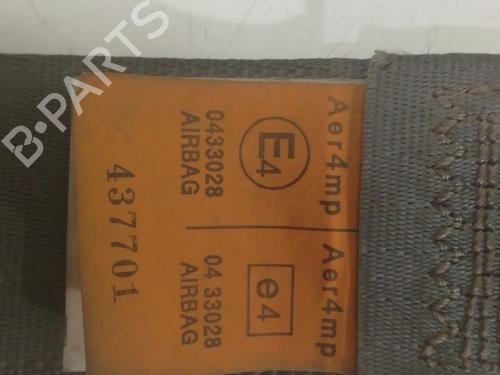 Aer4mp
E4
0433028
AIRBAG
Aer4mp
e4
04 33028
AIRBAG
437701
B-PARTS